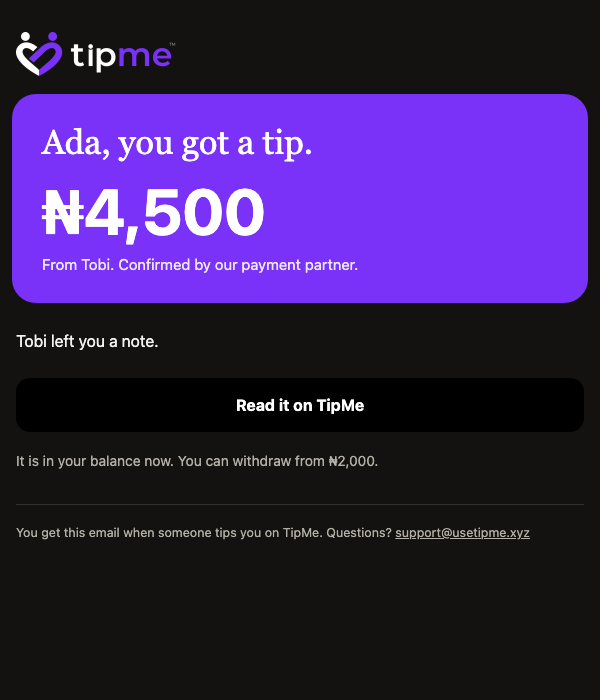 tipme™
Ada, you got a tip.
₦4,500
From Tobi. Confirmed by our payment partner.
Tobi left you a note.
Read it on TipMe
It is in your balance now. You can withdraw from ₦2,000.
You get this email when someone tips you on TipMe. Questions? support@usetipme.xyz